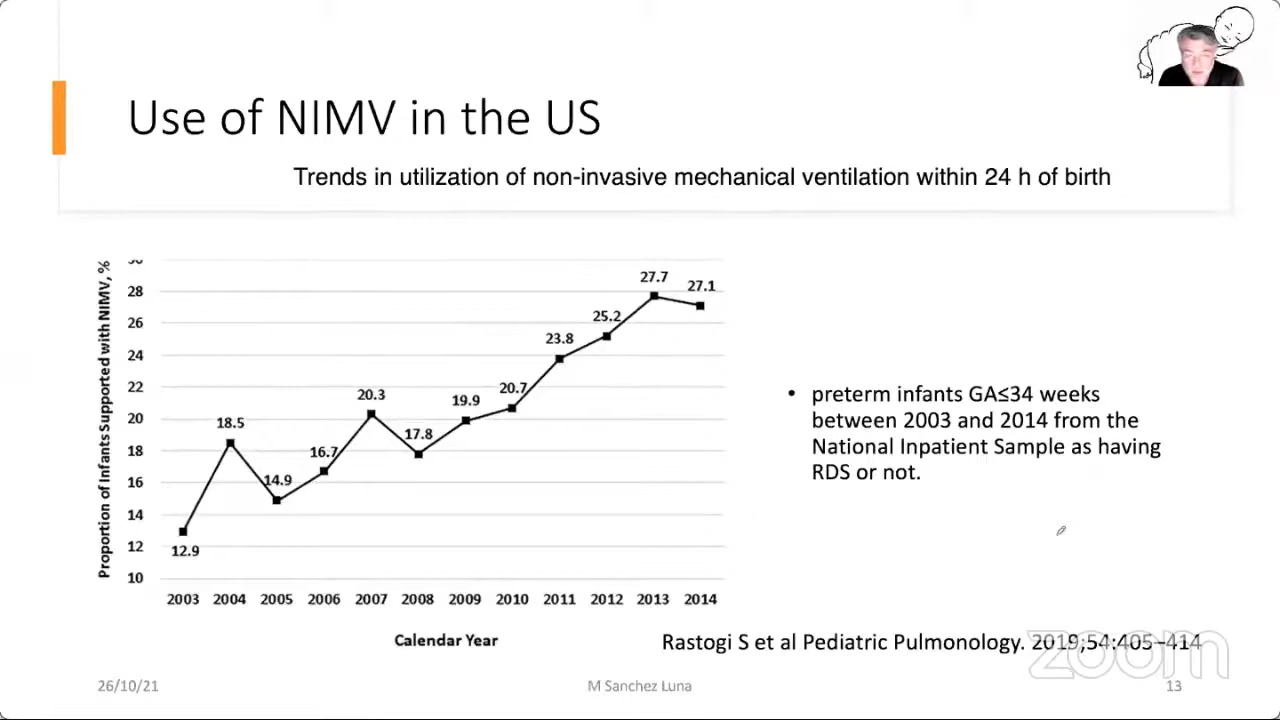 Use of NIMV in the US
Trends in utilization of non-invasive mechanical ventilation within 24 h of birth
Proportion of Infants Supported with NIMV, %
28
26
24
22
20
18
16
14
12
10
12.9
18.5
14.9
16.7
20.3
17.8
19.9
20.7
23.8
25.2
27.7
27.1
2003 2004 2005 2006 2007 2008 2009 2010 2011 2012 2013 2014
Calendar Year
• preterm infants GA≤34 weeks
between 2003 and 2014 from the
National Inpatient Sample as having
RDS or not.
Rastogi S et al Pediatric Pulmonology. 2019;54:405–414
zoom
26/10/21
M Sanchez Luna
13